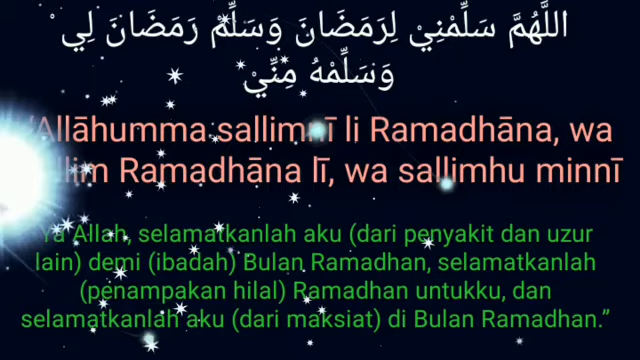 اللَّهُمَّ سَلِّمْنِيْ لِرَمَضَانَ وَسَلِّمْ رَمَضَانَ لِيْ
وَسَلِّمْهُ مِنِّيْ
“Allāhumma sallimnī li Ramadhāna, wa
Ramadhāna lī, wa sallimhu minnī
Ya Allah, selamatkanlah aku (dari penyakit dan uzur
lain) demi (ibadah) Bulan Ramadhan, selamatkanlah
(penampakan hilal) Ramadhan untukku, dan
selamatkanlah aku (dari maksiat) di Bulan Ramadhan.”